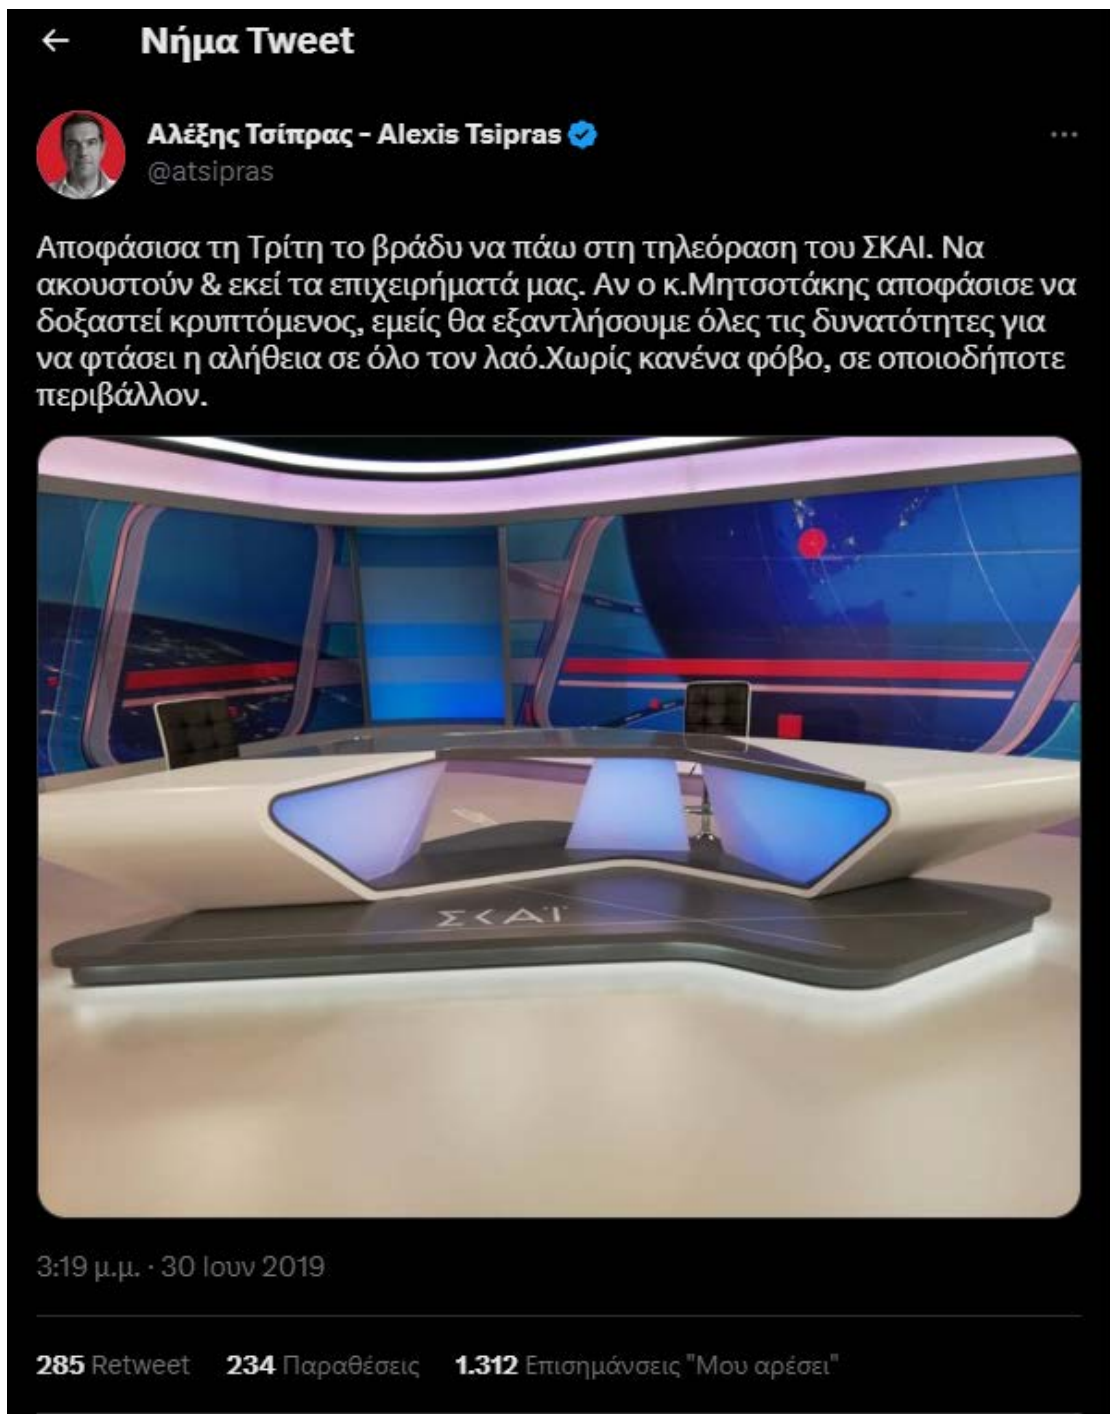 Νήμα Tweet
Αλέξης Τσίπρας - Alexis Tsipras
@atsipras
Αποφάσισα τη Τρίτη το βράδυ να πάω στη τηλεόραση του ΣΚΑΙ. Να
ακουστούν & εκεί τα επιχειρήματά μας. Αν ο κ.Μητσοτάκης αποφάσισε να
δοξαστεί κρυπτόμενος, εμείς θα εξαντλήσουμε όλες τις δυνατότητες για
να φτάσει η αλήθεια σε όλο τον λαό.Χωρίς κανένα φόβο, σε οποιοδήποτε
περιβάλλον.
ΣΚΑΪ
3:19 μ.μ. · 30 Ιουν 2019
285 Retweet 234 Παραθέσεις 1.312 Επισημάνσεις "Μου αρέσει"